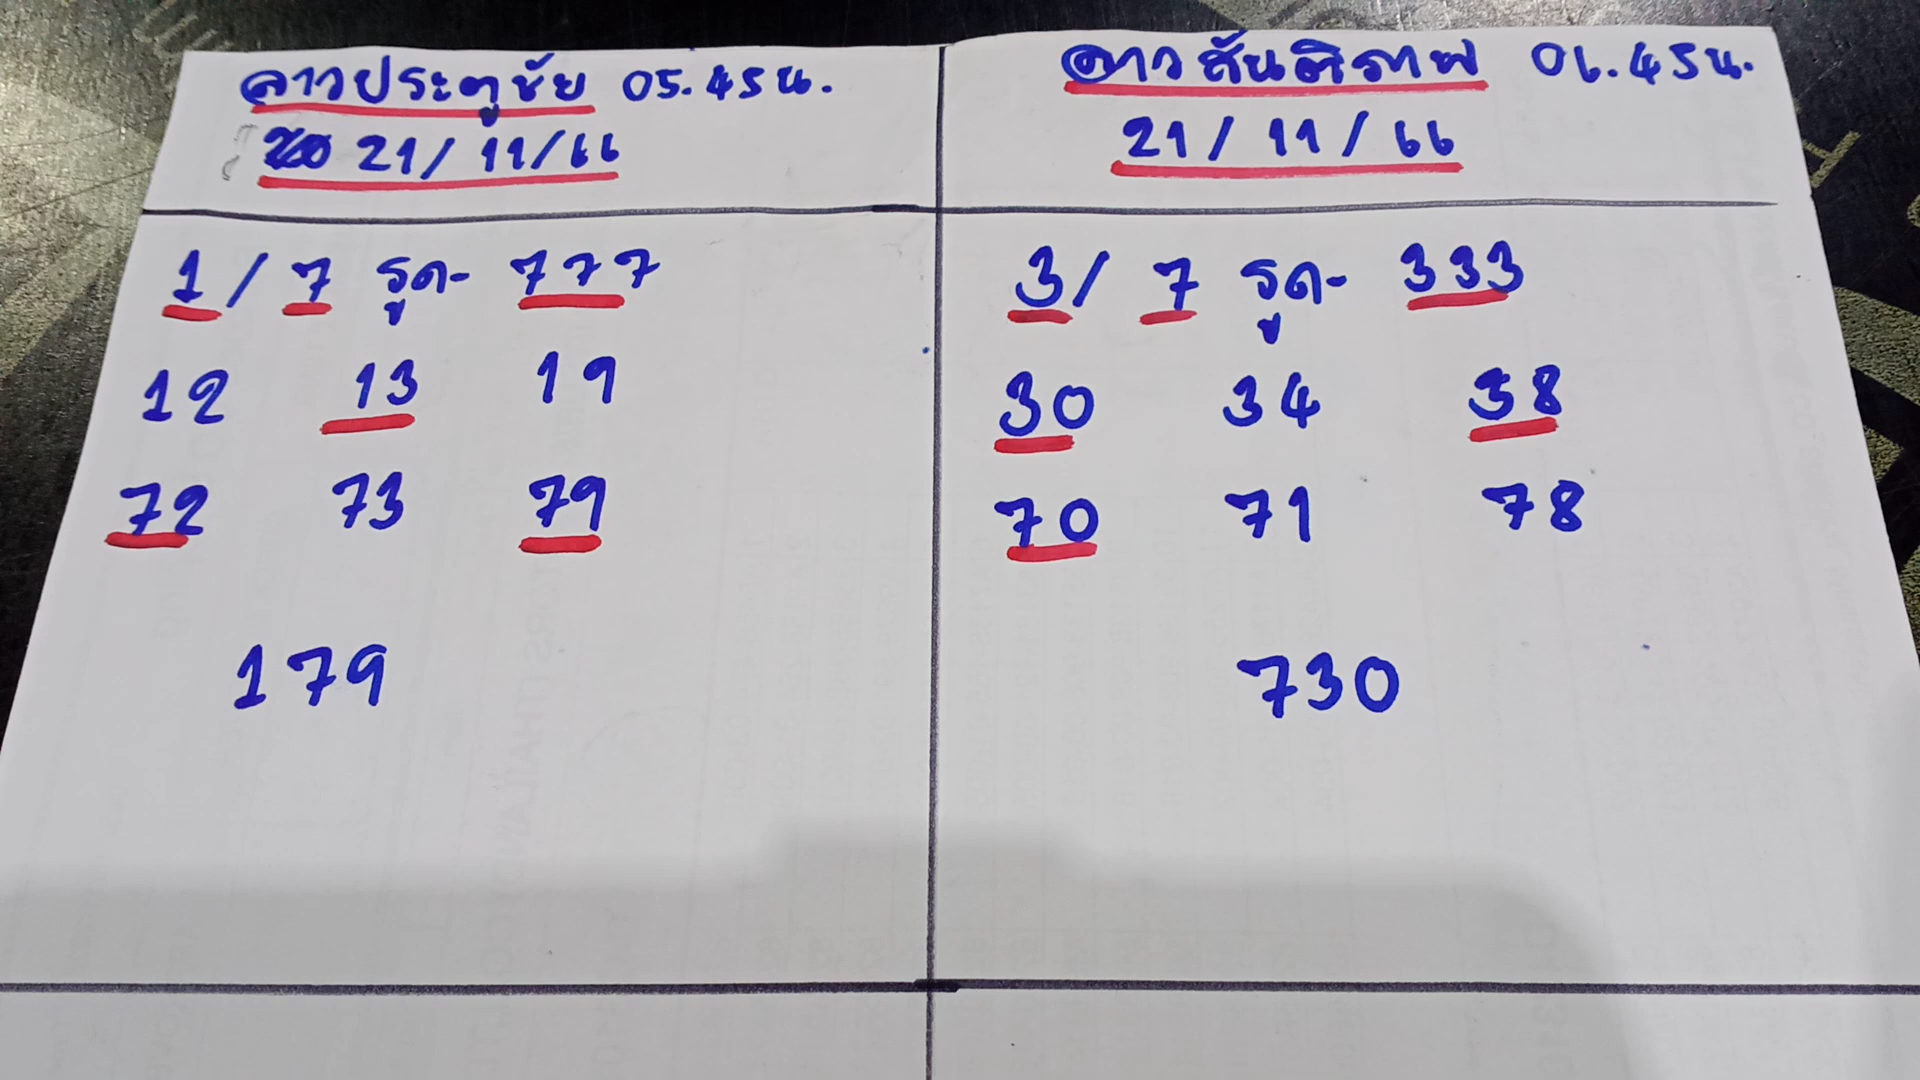 ลาวประตูชัย 05.45น.
21/11/66
1/7 รูด- 777
12 13 19
72 73 79
179
ลาวสันติภาพ 06.45น.
21/11/66
3/7 รูด- 333
30 34 38
70 71 78
730